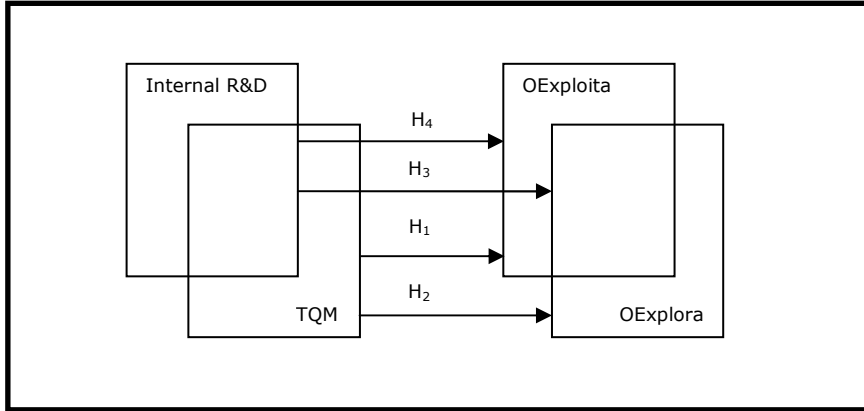 Internal R&D
OExploita
H₄
H₃
H₁
H₂
TQM
OExplora